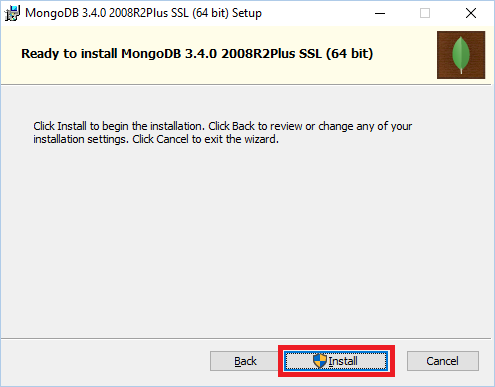 MongoDB 3.4.0 2008R2Plus SSL (64 bit) Setup
Ready to install MongoDB 3.4.0 2008R2Plus SSL (64 bit)
Click Install to begin the installation. Click Back to review or change any of your
installation settings. Click Cancel to exit the wizard.
Back Install Cancel